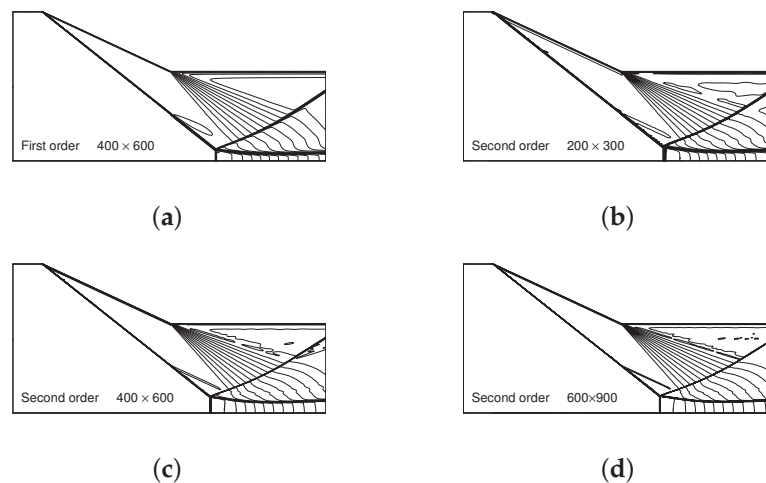 First order 400 × 600
Second order 200 × 300
(a)
(b)
Second order 400 × 600
Second order 600×900
(c)
(d)